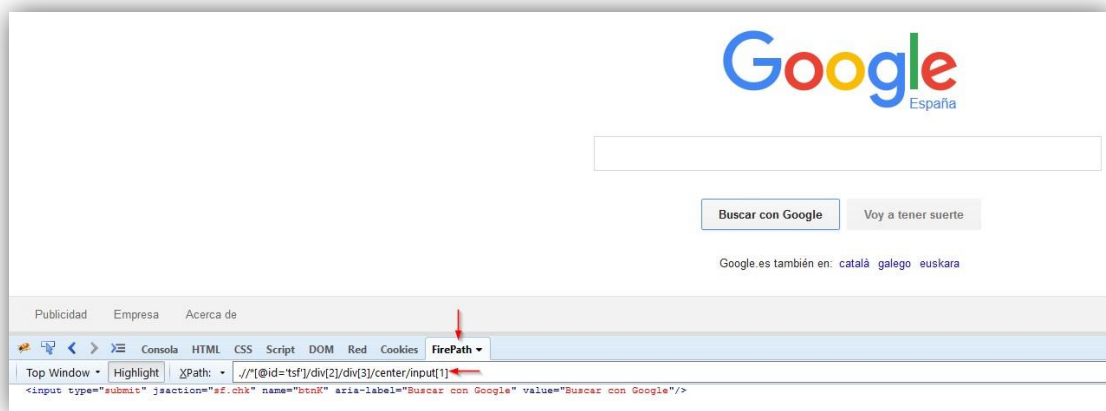 Google
España
Buscar con Google Voy a tener suerte
Google.es también en: català galego euskara
Publicidad Empresa Acerca de
Consola HTML CSS Script DOM Red Cookies FirePath
Top Window Highlight XPath: .//*[@id='tsf']/div[2]/div[3]/center/input[1]
<input type="submit" jsaction="sf.chk" name="btnK" aria-label="Buscar con Google" value="Buscar con Google"/>